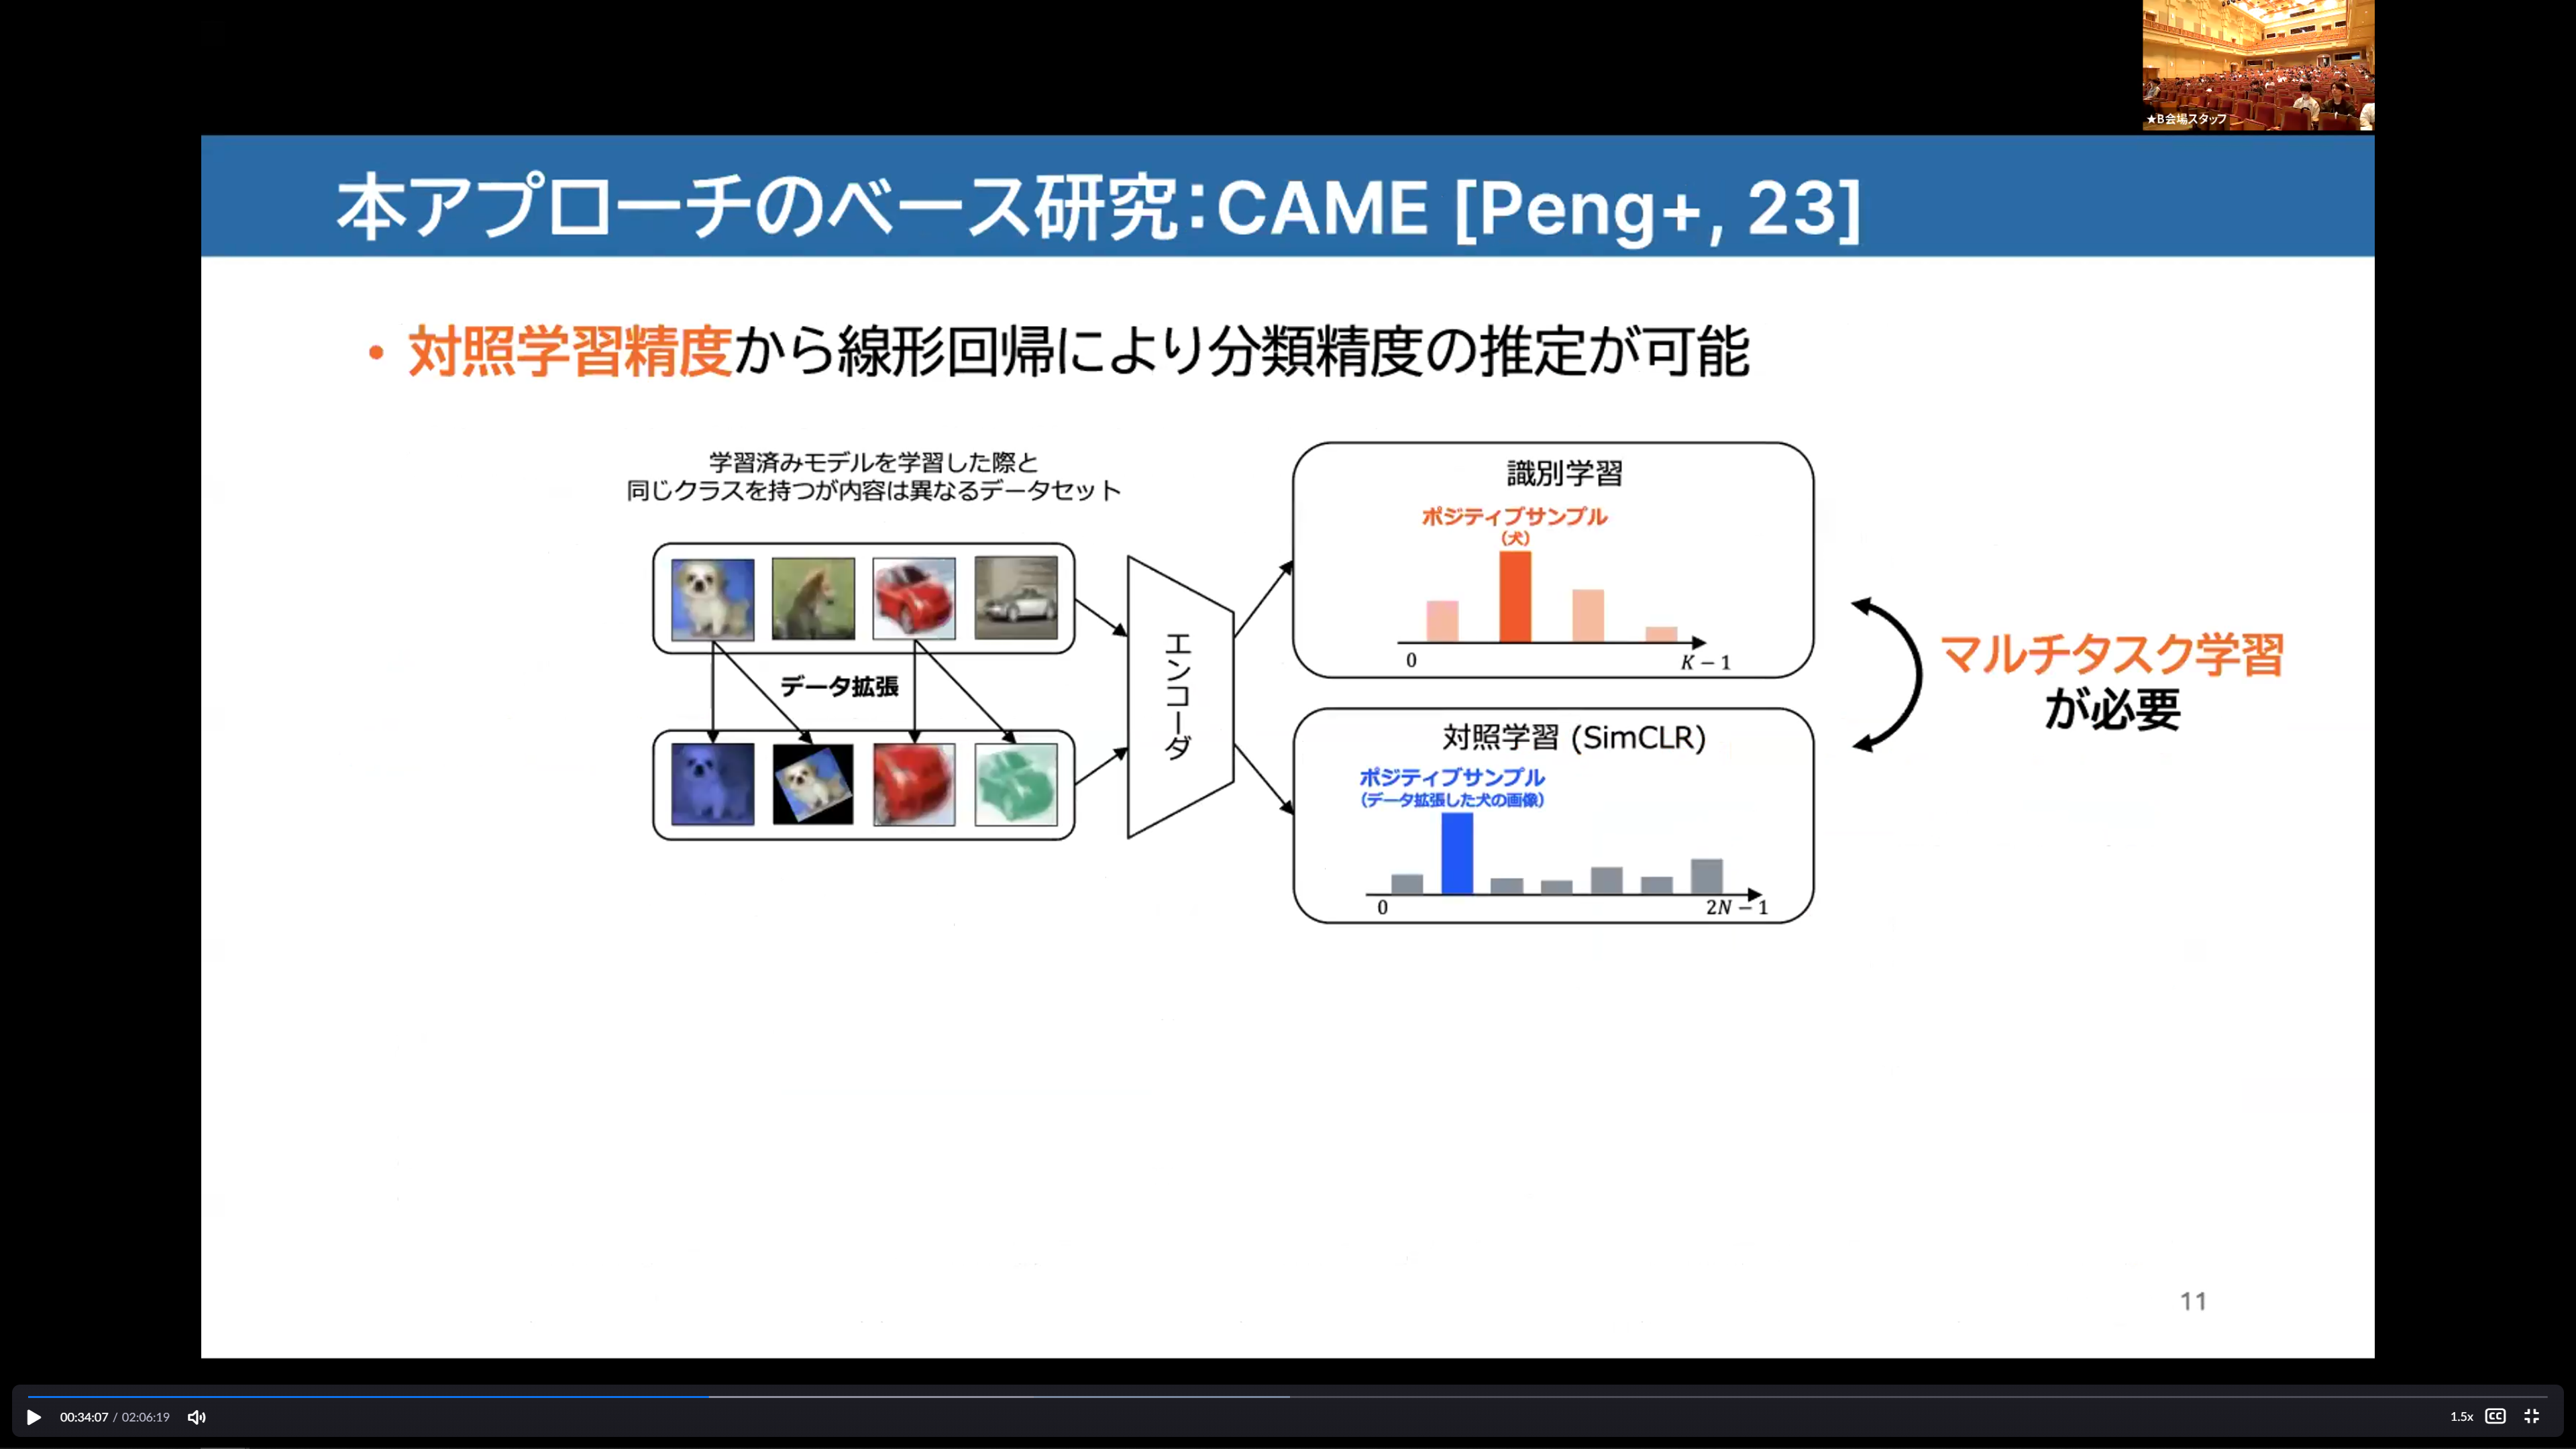 ★B会場スタッフ
本アプローチのベース研究：CAME [Peng+, 23]
• 対照学習精度から線形回帰により分類精度の推定が可能
学習済みモデルを学習した際と
同じクラスを持つが内容は異なるデータセット
データ拡張
エンコーダ
識別学習
ポジティブサンプル
（犬）
0
K − 1
対照学習 (SimCLR)
ポジティブサンプル
（データ拡張した犬の画像）
0
2N − 1
マルチタスク学習
が必要
11
00:34:07 / 02:06:19
1.5x
CC